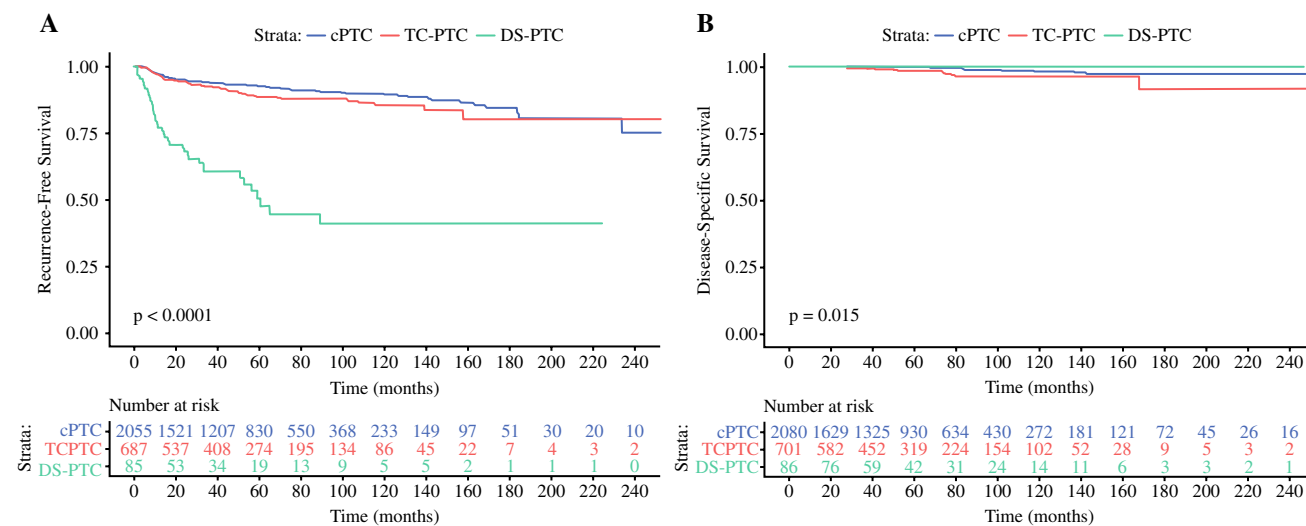 A
Strata: cPTC TC-PTC DS-PTC
Recurrence-Free Survival
1.00
0.75
0.50
0.25
0.00
p < 0.0001
0 20 40 60 80 100 120 140 160 180 200 220 240
Time (months)
Number at risk
Strata:
cPTC 2055 1521 1207 830 550 368 233 149 97 51 30 20 10
TCPTC 687 537 408 274 195 134 86 45 22 7 4 3 2
DS-PTC 85 53 34 19 13 9 5 5 2 1 1 1 0
0 20 40 60 80 100 120 140 160 180 200 220 240
Time (months)
B
Strata: cPTC TC-PTC DS-PTC
Disease-Specific Survival
1.00
0.75
0.50
0.25
0.00
p = 0.015
0 20 40 60 80 100 120 140 160 180 200 220 240
Time (months)
Number at risk
Strata:
cPTC 2080 1629 1325 930 634 430 272 181 121 72 45 26 16
TCPTC 701 582 452 319 224 154 102 52 28 9 5 3 2
DS-PTC 86 76 59 42 31 24 14 11 6 3 3 2 1
0 20 40 60 80 100 120 140 160 180 200 220 240
Time (months)